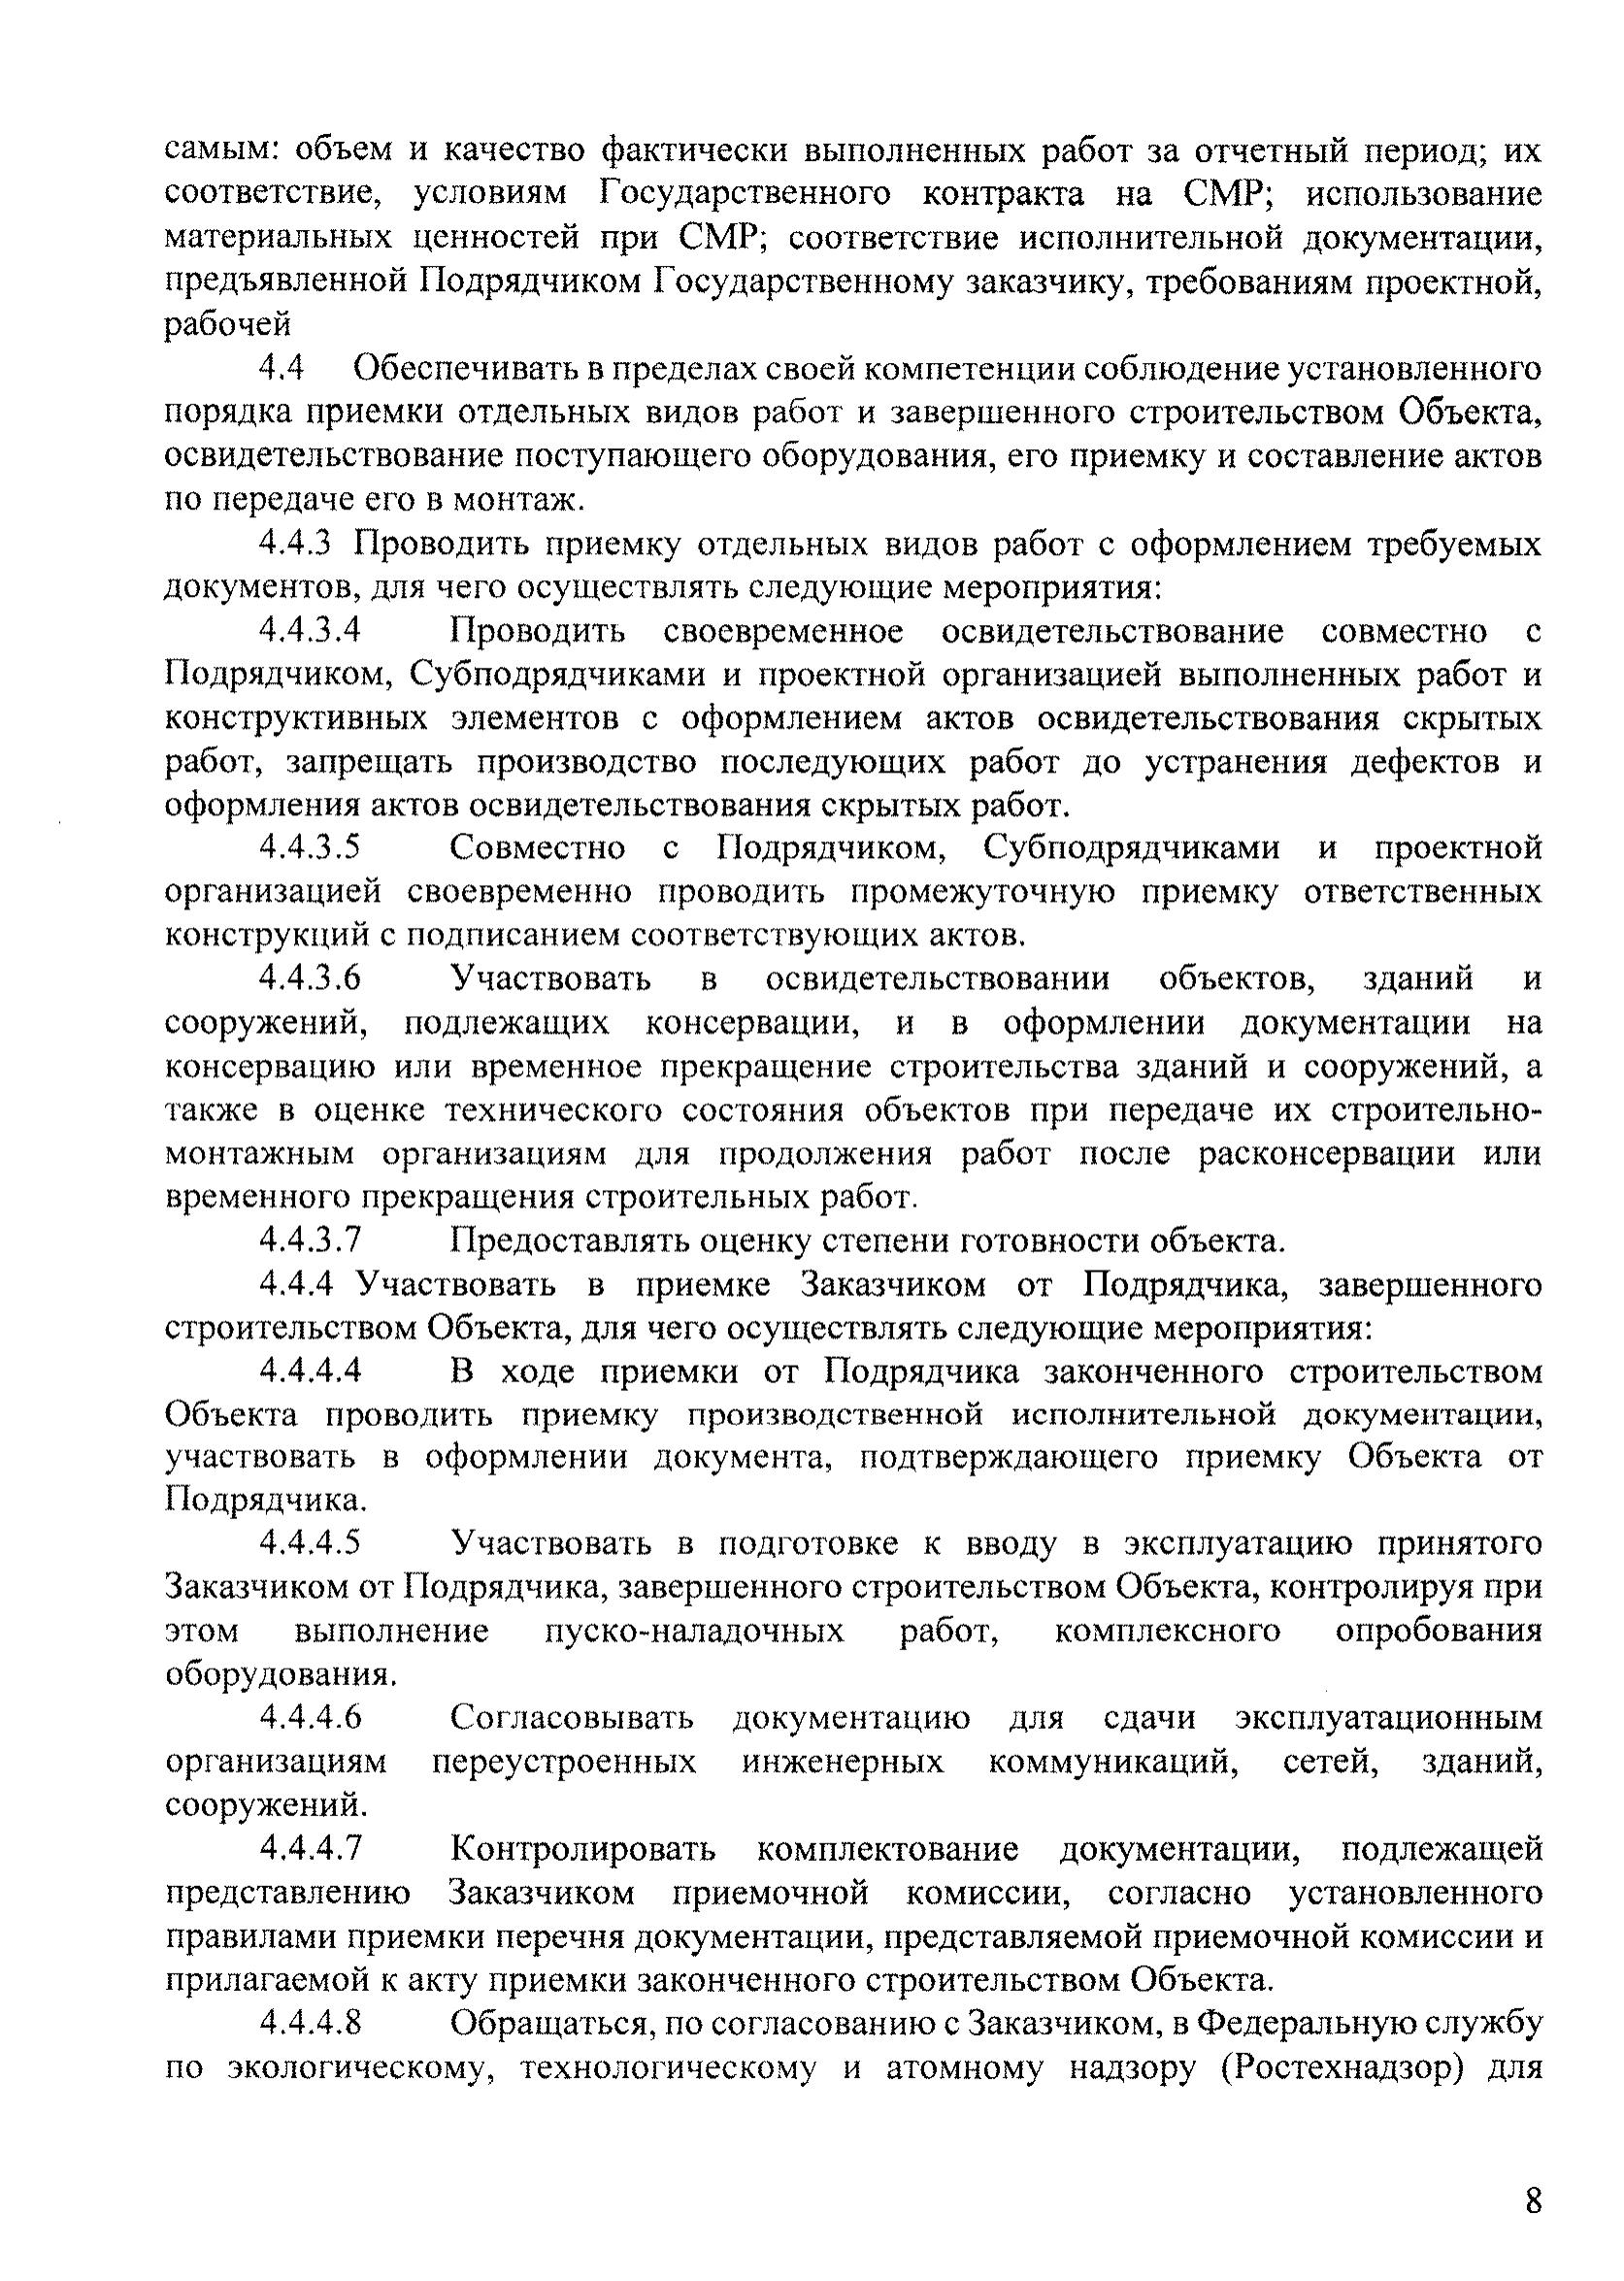 самым: объем и качество фактически выполненных работ за отчетный период; их
соответствие, условиям Государственного контракта на СМР; использование
материальных ценностей при СМР; соответствие исполнительной документации,
предъявленной Подрядчиком Государственному заказчику, требованиям проектной,
рабочей
4.4 Обеспечивать в пределах своей компетенции соблюдение установленного
порядка приемки отдельных видов работ и завершенного строительством Объекта,
освидетельствование поступающего оборудования, его приемку и составление актов
по передаче его в монтаж.
4.4.3 Проводить приемку отдельных видов работ с оформлением требуемых
документов, для чего осуществлять следующие мероприятия:
4.4.3.4 Проводить своевременное освидетельствование совместно с
Подрядчиком, Субподрядчиками и проектной организацией выполненных работ и
конструктивных элементов с оформлением актов освидетельствования скрытых
работ, запрещать производство последующих работ до устранения дефектов и
оформления актов освидетельствования скрытых работ.
4.4.3.5 Совместно с Подрядчиком, Субподрядчиками и проектной
организацией своевременно проводить промежуточную приемку ответственных
конструкций с подписанием соответствующих актов.
4.4.3.6 Участвовать в освидетельствовании объектов, зданий и
сооружений, подлежащих консервации, и в оформлении документации на
консервацию или временное прекращение строительства зданий и сооружений, а
также в оценке технического состояния объектов при передаче их строительно-
монтажным организациям для продолжения работ после расконсервации или
временного прекращения строительных работ.
4.4.3.7 Предоставлять оценку степени готовности объекта.
4.4.4 Участвовать в приемке Заказчиком от Подрядчика, завершенного
строительством Объекта, для чего осуществлять следующие мероприятия:
4.4.4.4 В ходе приемки от Подрядчика законченного строительством
Объекта проводить приемку производственной исполнительной документации,
участвовать в оформлении документа, подтверждающего приемку Объекта от
Подрядчика.
4.4.4.5 Участвовать в подготовке к вводу в эксплуатацию принятого
Заказчиком от Подрядчика, завершенного строительством Объекта, контролируя при
этом выполнение пуско-наладочных работ, комплексного опробования
оборудования.
4.4.4.6 Согласовывать документацию для сдачи эксплуатационным
организациям переустроенных инженерных коммуникаций, сетей, зданий,
сооружений.
4.4.4.7 Контролировать комплектование документации, подлежащей
представлению Заказчиком приемочной комиссии, согласно установленного
правилами приемки перечня документации, представляемой приемочной комиссии и
прилагаемой к акту приемки законченного строительством Объекта.
4.4.4.8 Обращаться, по согласованию с Заказчиком, в Федеральную службу
по экологическому, технологическому и атомному надзору (Ростехнадзор) для
8